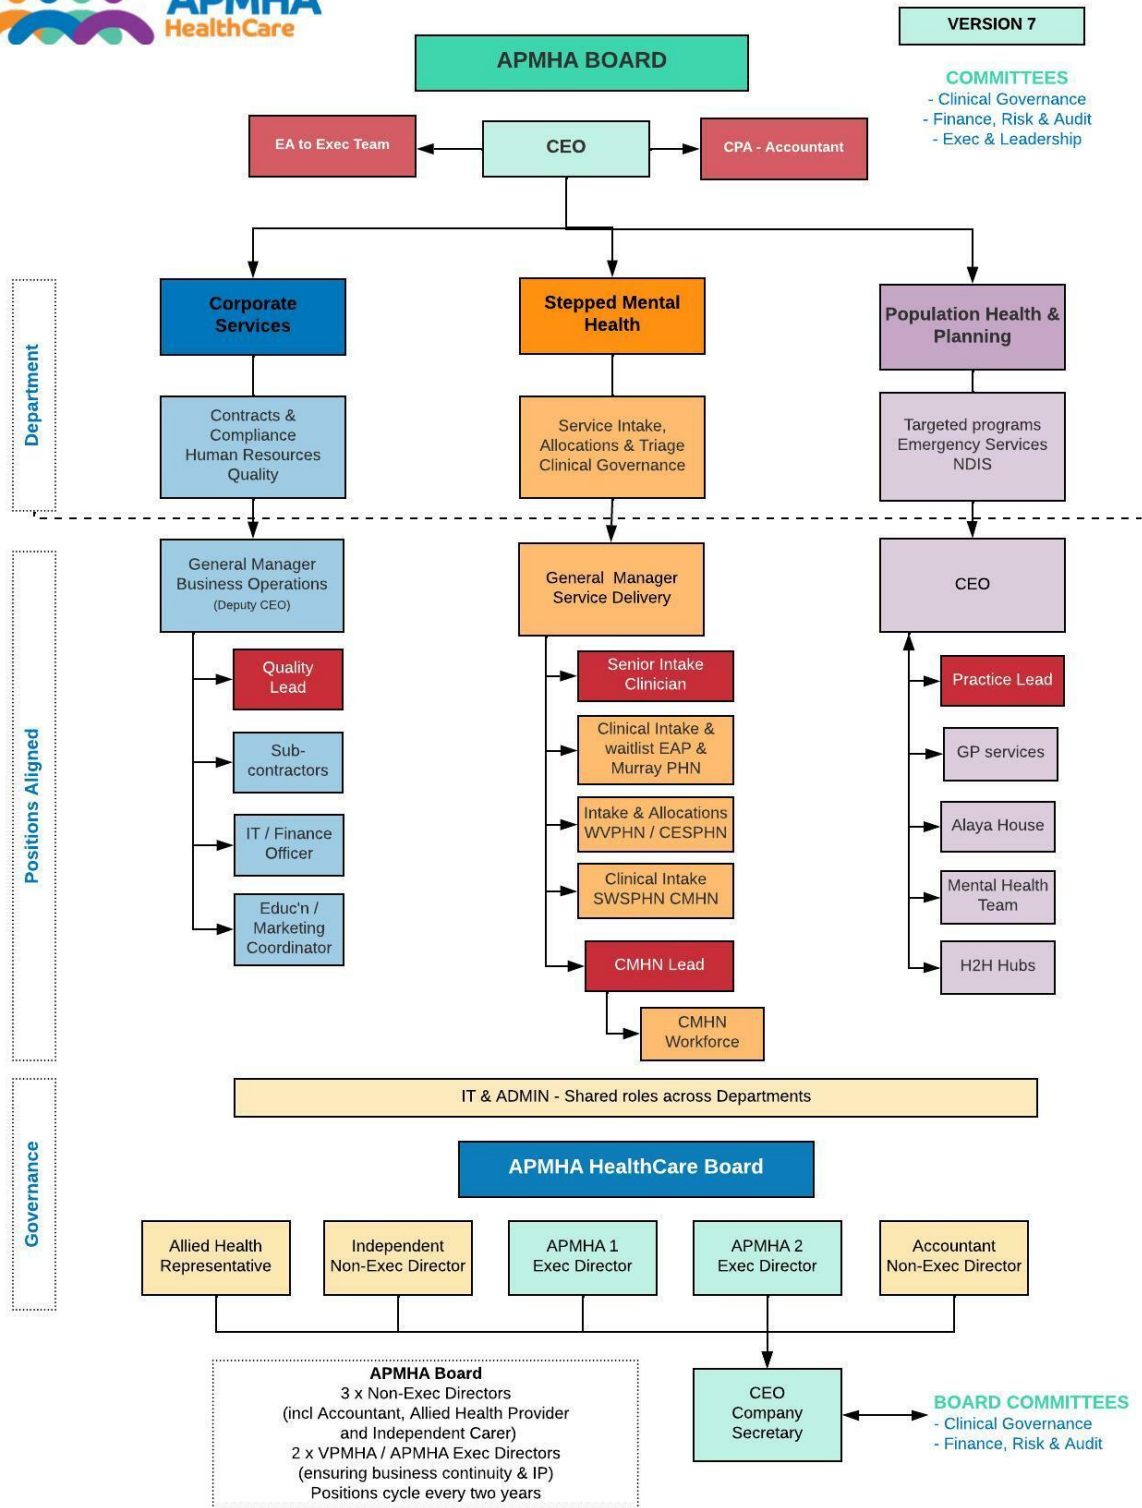 APMHA
HealthCare
VERSION 7
APMHA BOARD
COMMITTEES
- Clinical Governance
- Finance, Risk & Audit
- Exec & Leadership
EA to Exec Team
CEO
CPA - Accountant
Department
Corporate
Services
Stepped Mental
Health
Population Health &
Planning
Contracts &
Compliance
Human Resources
Quality
Service Intake,
Allocations & Triage
Clinical Governance
Targeted programs
Emergency Services
NDIS
Positions Aligned
General Manager
Business Operations
(Deputy CEO)
Quality
Lead
Sub-
contractors
IT / Finance
Officer
Educ'n /
Marketing
Coordinator
General Manager
Service Delivery
Senior Intake
Clinician
Clinical Intake &
waitlist EAP &
Murray PHN
Intake & Allocations
WVPHN / CESPHN
Clinical Intake
SWSPHN CMHN
CMHN Lead
CMHN
Workforce
CEO
Practice Lead
GP services
Alaya House
Mental Health
Team
H2H Hubs
IT & ADMIN - Shared roles across Departments
Governance
APMHA HealthCare Board
Allied Health
Representative
Independent
Non-Exec Director
APMHA 1
Exec Director
APMHA 2
Exec Director
Accountant
Non-Exec Director
APMHA Board
3 x Non-Exec Directors
(incl Accountant, Allied Health Provider
and Independent Carer)
2 x VPMHA / APMHA Exec Directors
(ensuring business continuity & IP)
Positions cycle every two years
CEO
Company
Secretary
BOARD COMMITTEES
- Clinical Governance
- Finance, Risk & Audit